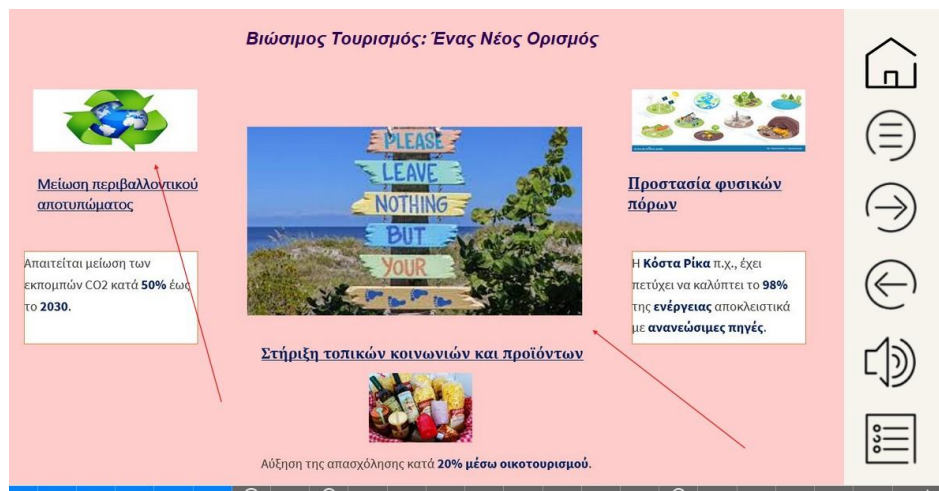 Βιώσιμος Τουρισμός: Ένας Νέος Ορισμός
Μείωση περιβαλλοντικού
αποτυπώματος
Απαιτείται μείωση των
εκπομπών CO2 κατά 50% έως
το 2030.
PLEASE
LEAVE
NOTHING
BUT
YOUR
Προστασία φυσικών
πόρων
Η Κόστα Ρίκα π.χ., έχει
πετύχει να καλύπτει το 98%
της ενέργειας αποκλειστικά
με ανανεώσιμες πηγές.
Στήριξη τοπικών κοινωνιών και προϊόντων
Αύξηση της απασχόλησης κατά 20% μέσω οικοτουρισμού.